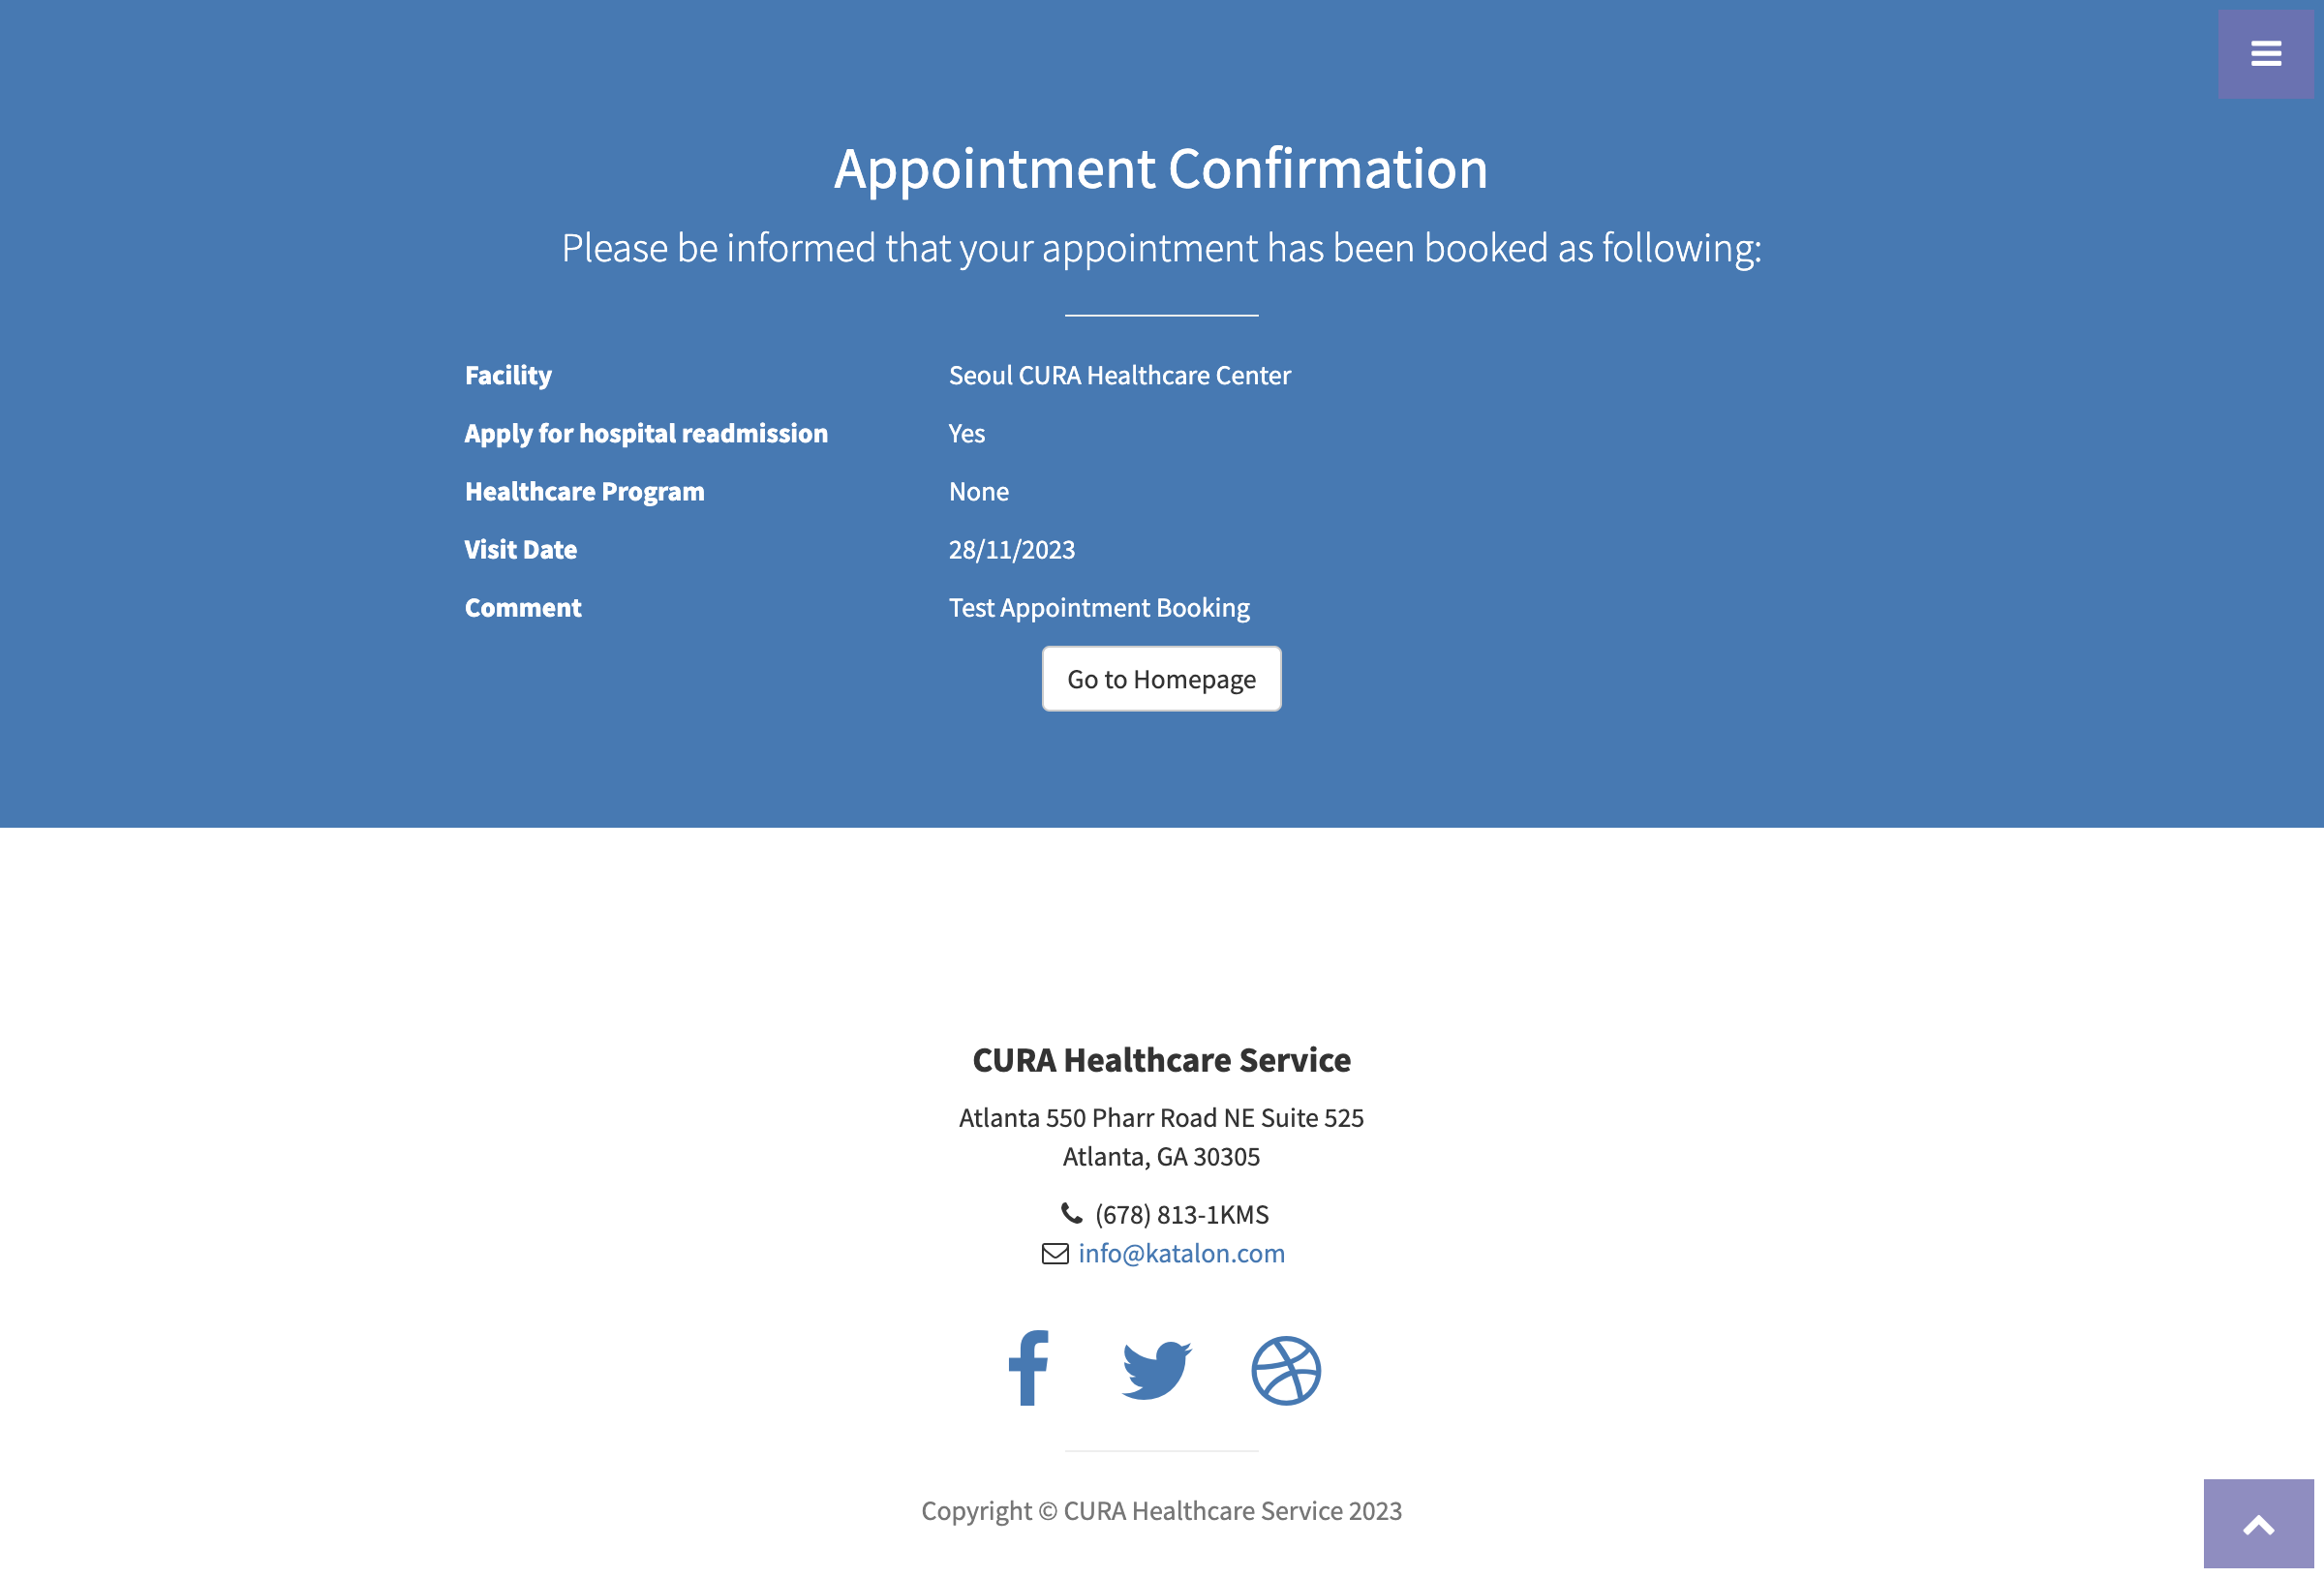 Appointment Confirmation
Please be informed that your appointment has been booked as following:
Facility Seoul CURA Healthcare Center
Apply for hospital readmission Yes
Healthcare Program None
Visit Date 28/11/2023
Comment Test Appointment Booking
Go to Homepage
CURA Healthcare Service
Atlanta 550 Pharr Road NE Suite 525
Atlanta, GA 30305
(678) 813-1KMS
info@katalon.com
Copyright © CURA Healthcare Service 2023